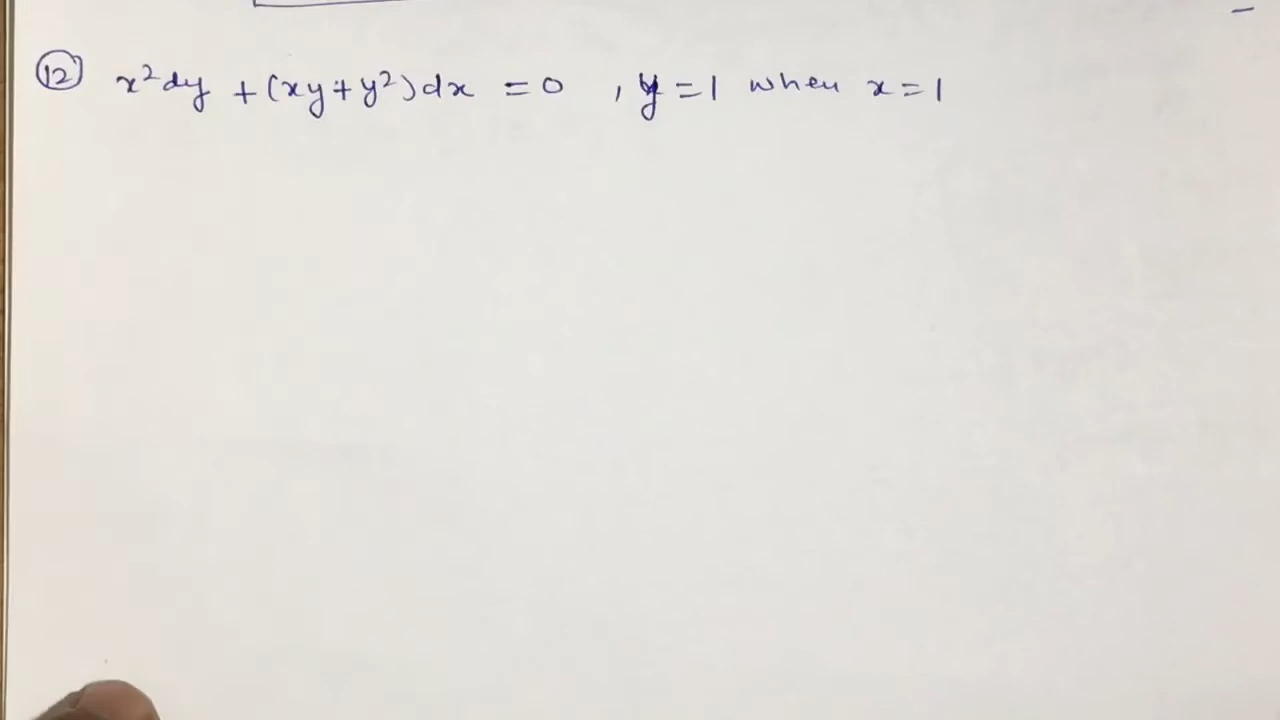 12 x²dy + (xy + y²)dx = 0 , y = 1 when x = 1